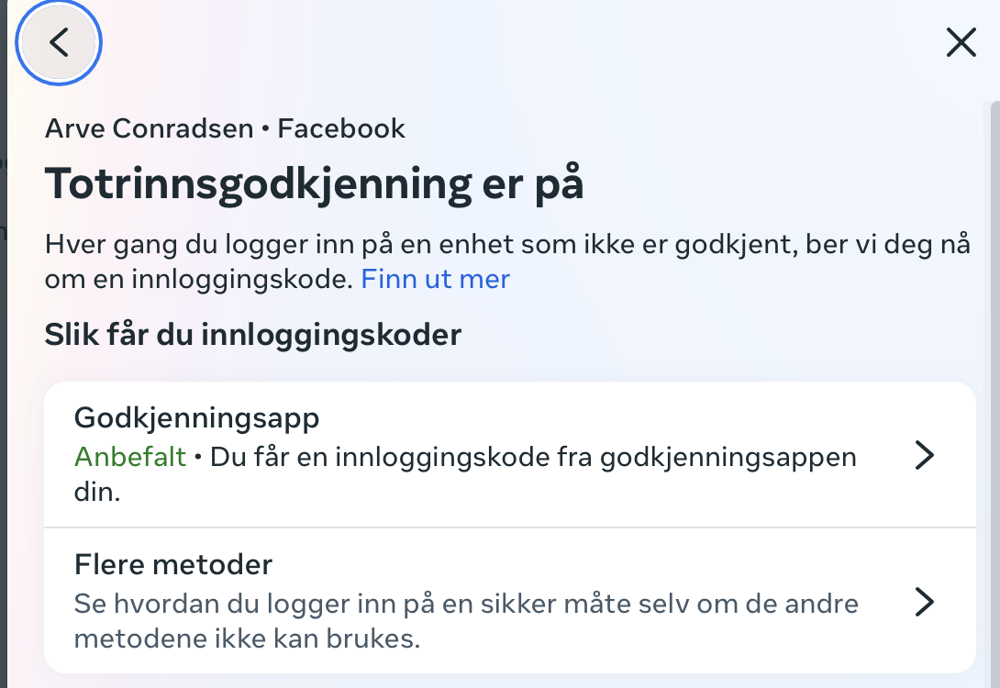 Arve Conradsen • Facebook
Totrinnsgodkjenning er på
Hver gang du logger inn på en enhet som ikke er godkjent, ber vi deg nå
om en innloggingskode. Finn ut mer
Slik får du innloggingskoder
Godkjenningsapp
Anbefalt • Du får en innloggingskode fra godkjenningsappen
din.
Flere metoder
Se hvordan du logger inn på en sikker måte selv om de andre
metodene ikke kan brukes.